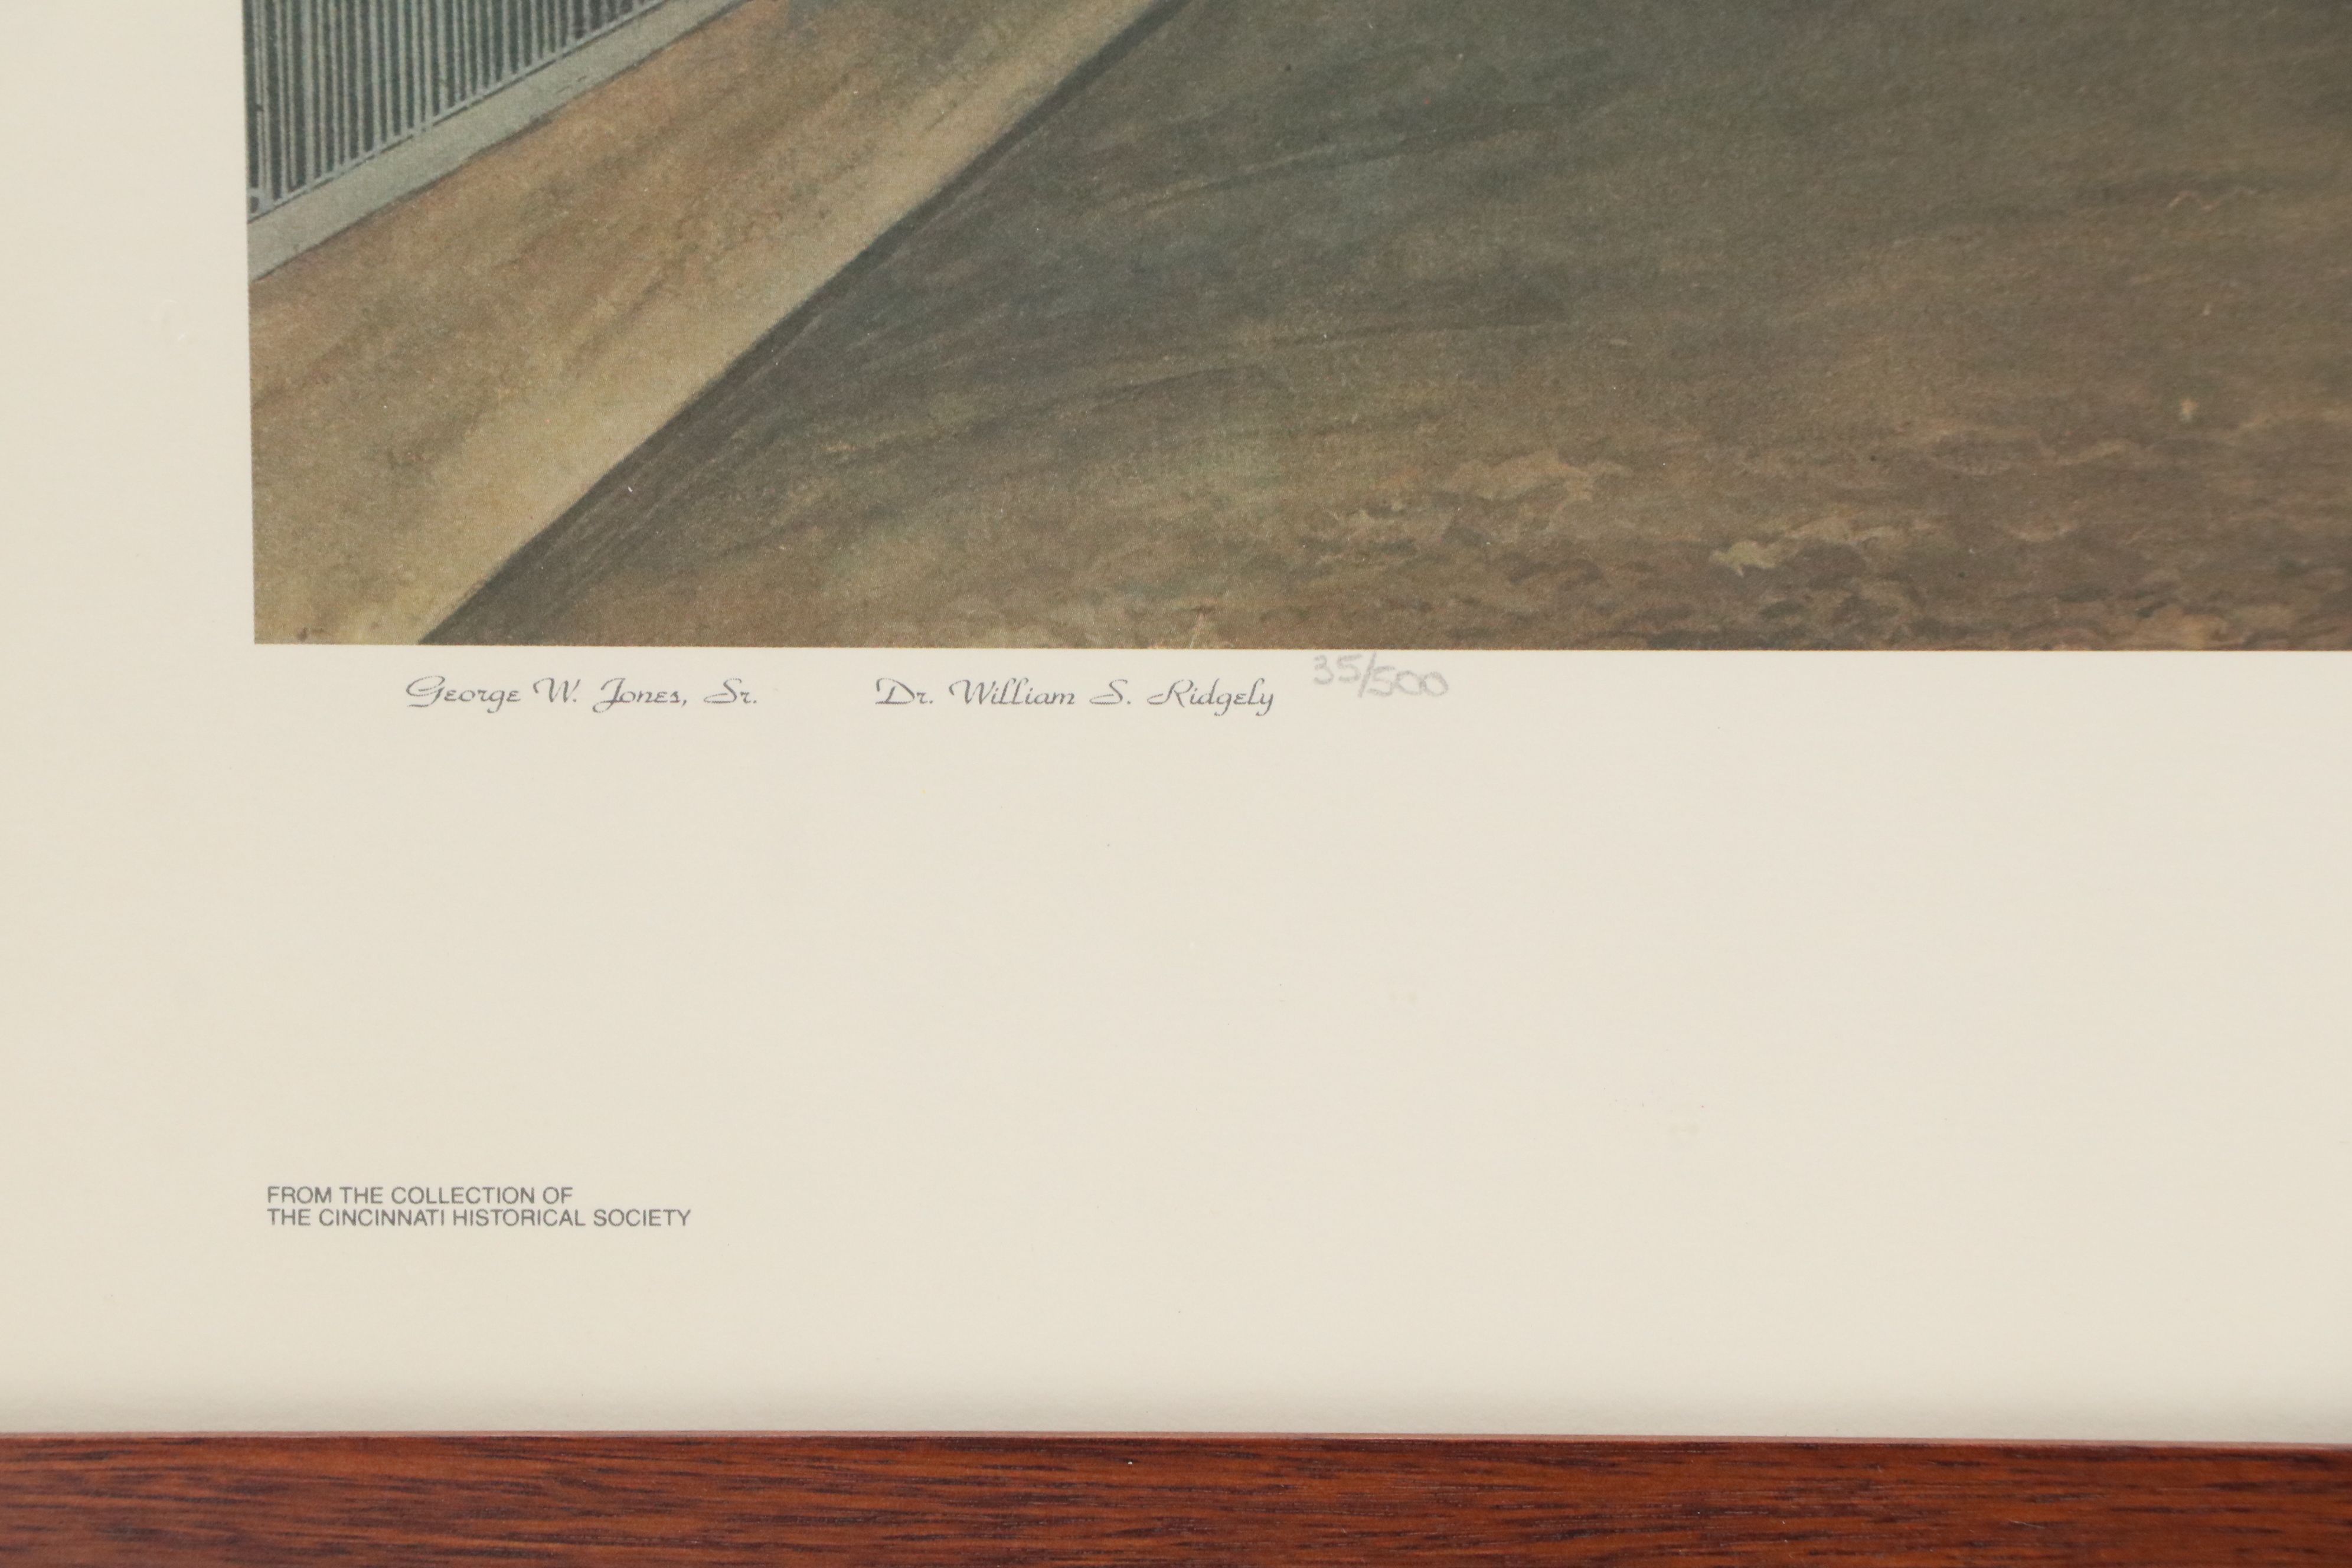 George W. Jones, Sr. Dr. William S. Ridgely 35/500
FROM THE COLLECTION OF
THE CINCINNATI HISTORICAL SOCIETY